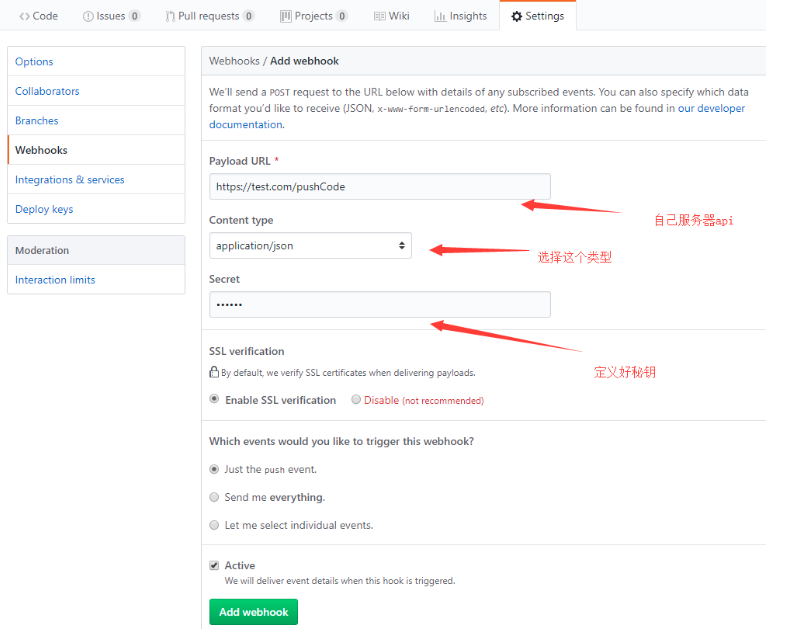 Code Issues 0 Pull requests 0 Projects 0 Wiki Insights Settings
Options
Collaborators
Branches
Webhooks
Integrations & services
Deploy keys
Moderation
Interaction limits
Webhooks / Add webhook
We'll send a POST request to the URL below with details of any subscribed events. You can also specify which data
format you'd like to receive (JSON, x-www-form-urlencoded, etc). More information can be found in our developer
documentation.
Payload URL *
https://test.com/pushCode
自己服务器api
Content type
application/json
选择这个类型
Secret
••••••
定义好秘钥
SSL verification
By default, we verify SSL certificates when delivering payloads.
Enable SSL verification Disable (not recommended)
Which events would you like to trigger this webhook?
Just the push event.
Send me everything.
Let me select individual events.
Active
We will deliver event details when this hook is triggered.
Add webhook